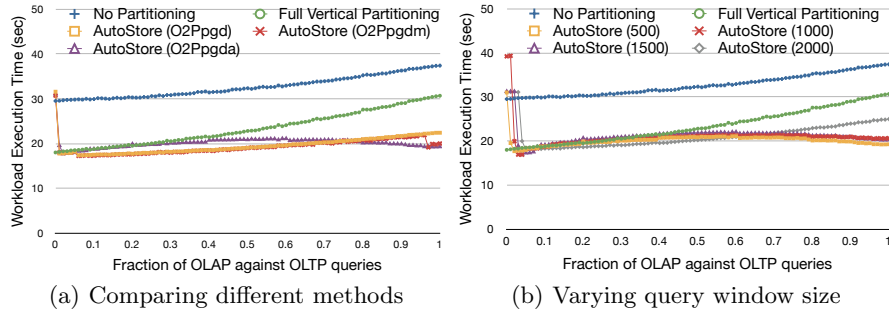 No Partitioning
Full Vertical Partitioning
AutoStore (O2Ppgd)
AutoStore (O2Ppgdm)
AutoStore (O2Ppgda)
Workload Execution Time (sec)
50
40
30
20
10
0
0 0.1 0.2 0.3 0.4 0.5 0.6 0.7 0.8 0.9 1
Fraction of OLAP against OLTP queries
(a) Comparing different methods
No Partitioning
Full Vertical Partitioning
AutoStore (500)
AutoStore (1000)
AutoStore (1500)
AutoStore (2000)
Workload Execution Time (sec)
50
40
30
20
10
0
0 0.1 0.2 0.3 0.4 0.5 0.6 0.7 0.8 0.9 1
Fraction of OLAP against OLTP queries
(b) Varying query window size